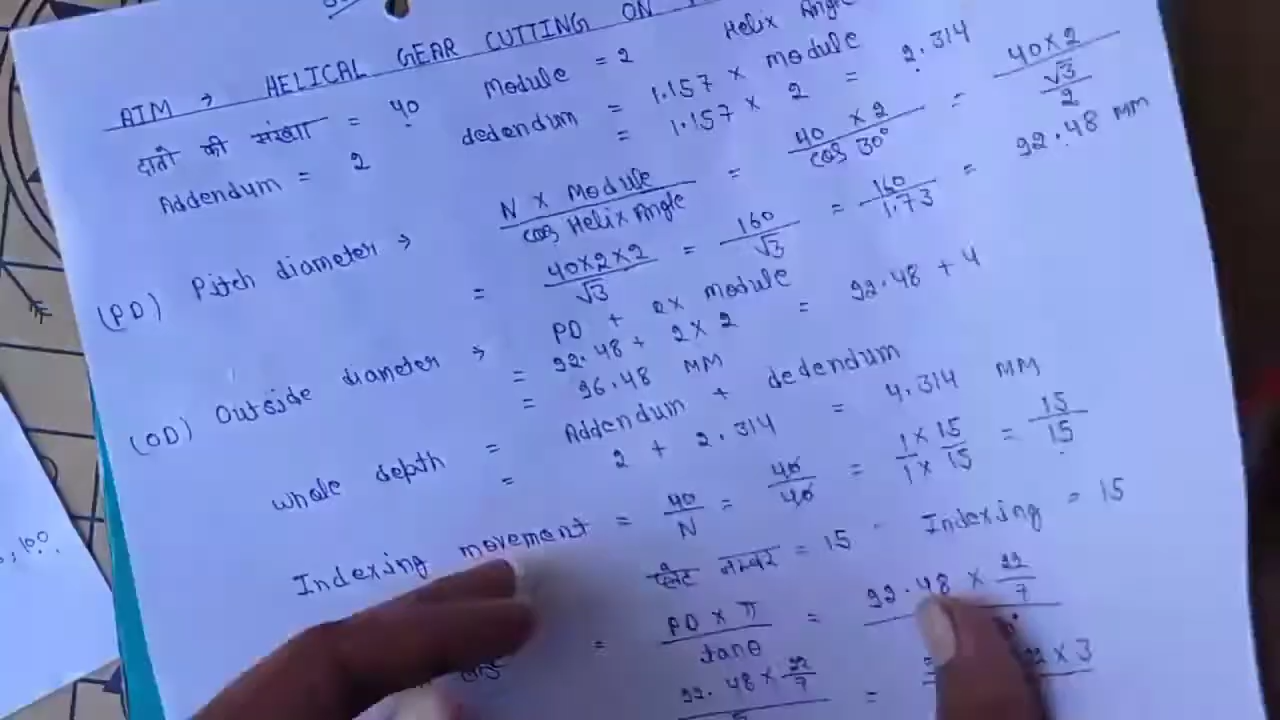 AIM → HELICAL GEAR CUTTING ON
दातो की संख्या = 40 Module = 2 Helix Angle
Addendum = 2 dedendum = 1.157 × Module
= 1.157 × 2 = 2.314
(PD) Pitch diameter → N × Module / cos Helix Angle = 40 × 2 / cos 30° = 40×2 / √3/2
= 40×2×2 / √3 = 160 / √3 = 160 / 1.73 = 92.48 MM
(OD) Outside diameter → PD + 2× Module
= 92.48 + 2×2 = 92.48 + 4
= 96.48 MM
whole depth = Addendum + dedendum
= 2 + 2.314 = 4.314 MM
Indexing movement = 40 / N = 40 / 40 = 1 × 15 / 1 × 15 = 15 / 15
प्लेट नम्बर = 15 - Indexing = 15
= PD × π / tanθ = 92.48 × 22/7
92.48 × 22/7 = × 3
, 100,